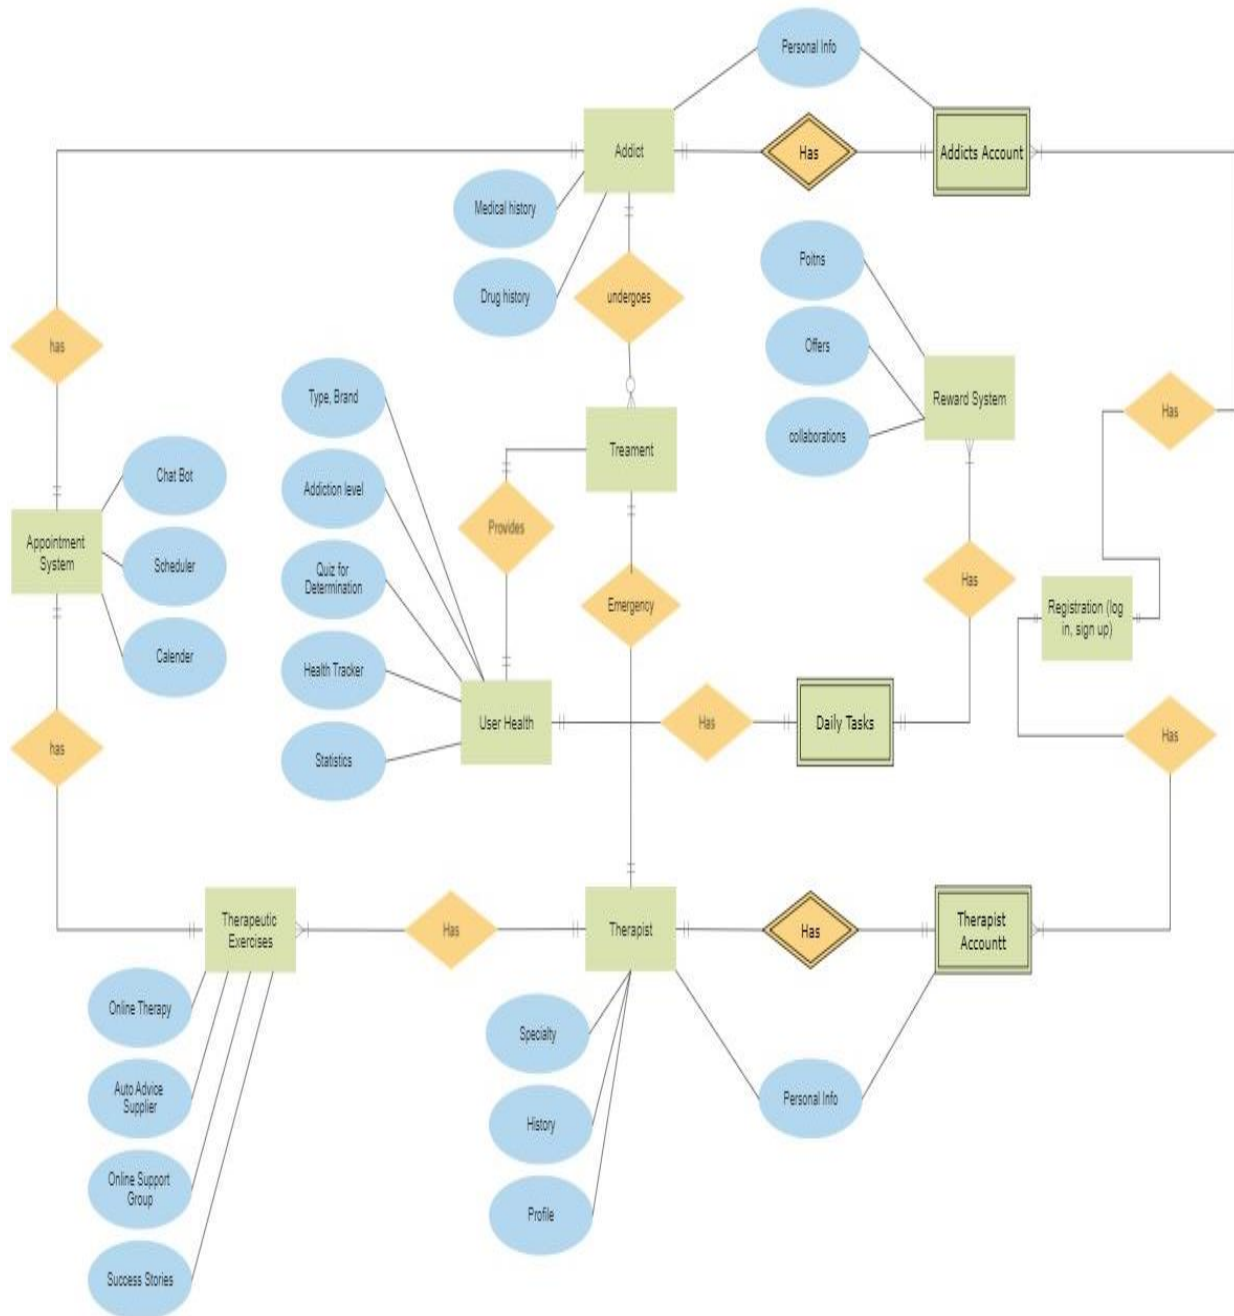 Personal Info
Addict
Has
Addicts Account
Medical history
Drug history
undergoes
Poitns
Offers
collaborations
Reward System
Has
has
Type, Brand
Addiction level
Quiz for
Determination
Health Tracker
Statistics
Treament
Provides
Emergency
Chat Bot
Scheduler
Calender
Appointment
System
Has
Registration (log
in, sign up)
User Health
Has
Daily Tasks
Has
has
Therapeutic
Exercises
Has
Therapist
Has
Therapist
Accountt
Online Therapy
Auto Advice
Supplier
Online Support
Group
Success Stories
Specialty
History
Profile
Personal Info